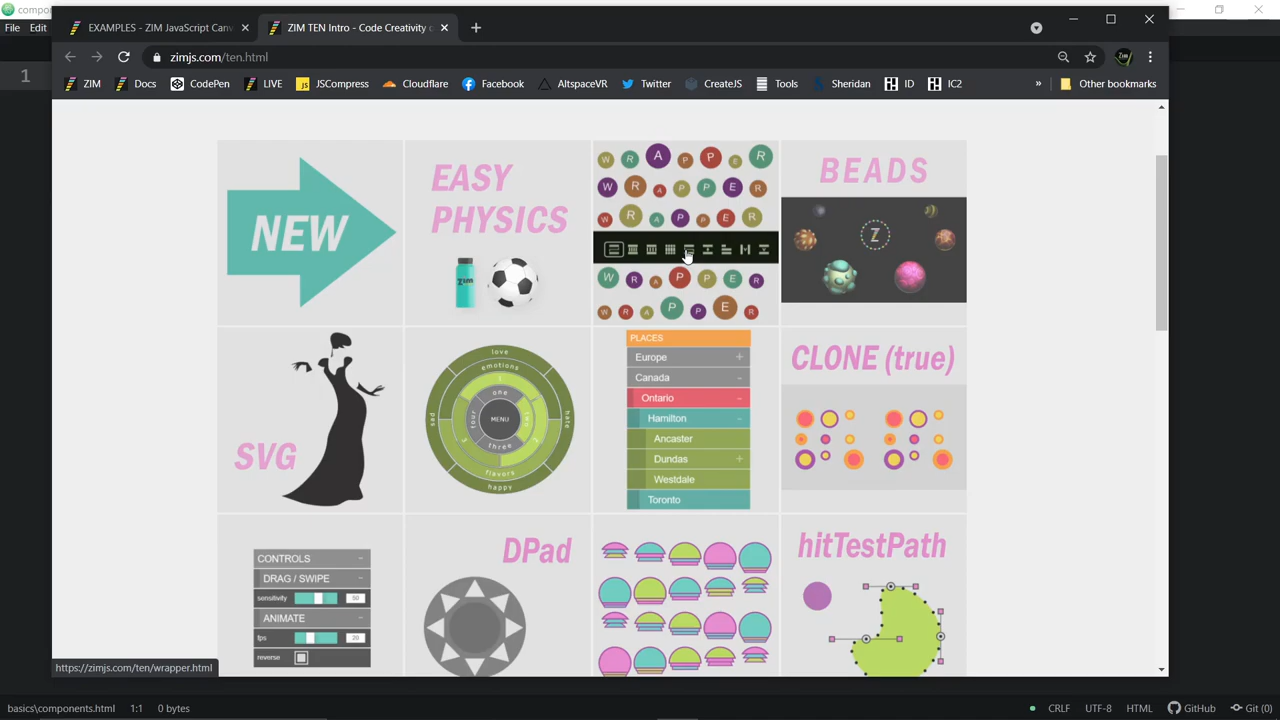 compo
File Edit
EXAMPLES - ZIM JavaScript Canv
ZIM TEN Intro - Code Creativity c
zimjs.com/ten.html
ZIM
Docs
CodePen
LIVE
JSCompress
Cloudflare
Facebook
AltspaceVR
Twitter
CreateJS
Tools
Sheridan
ID
IC2
»
Other bookmarks
1
NEW
EASY
PHYSICS
zim
W R A P P E R
W R A P P E R
W R A P P E R
W R A P P E R
W R A P P E R
BEADS
Z
SVG
love
emotions
one
two
three
four
MENU
sad
hate
flavors
happy
PLACES
Europe +
Canada -
Ontario -
Hamilton -
Ancaster
Dundas +
Westdale
Toronto
CLONE (true)
CONTROLS -
DRAG / SWIPE -
sensitivity 50
ANIMATE -
fps 20
reverse
DPad
hitTestPath
https://zimjs.com/ten/wrapper.html
basics\components.html 1:1 0 bytes
CRLF UTF-8 HTML GitHub Git (0)